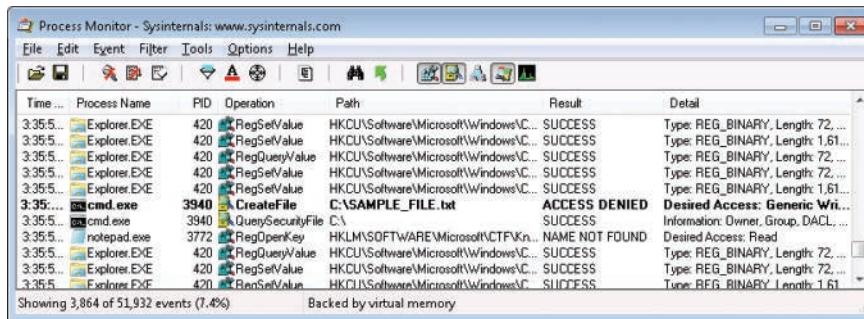 Process Monitor - Sysinternals: www.sysinternals.com
File Edit Event Filter Tools Options Help
Time ... Process Name PID Operation Path Result Detail
3:35:5... Explorer.EXE 420 RegSetValue HKCU\Software\Microsoft\Windows\C... SUCCESS Type: REG_BINARY, Length: 72, ...
3:35:5... Explorer.EXE 420 RegSetValue HKCU\Software\Microsoft\Windows\C... SUCCESS Type: REG_BINARY, Length: 1,61...
3:35:5... Explorer.EXE 420 RegQueryValue HKCU\Software\Microsoft\Windows\C... SUCCESS Type: REG_BINARY, Length: 72, ...
3:35:5... Explorer.EXE 420 RegSetValue HKCU\Software\Microsoft\Windows\C... SUCCESS Type: REG_BINARY, Length: 72, ...
3:35:5... Explorer.EXE 420 RegSetValue HKCU\Software\Microsoft\Windows\C... SUCCESS Type: REG_BINARY, Length: 1,61...
3:35:... cmd.exe 3940 CreateFile C:\SAMPLE_FILE.txt ACCESS DENIED Desired Access: Generic Wri...
3:35:5... cmd.exe 3940 QuerySecurityFile C:\ SUCCESS Information: Owner, Group, DACL, ...
3:35:5... notepad.exe 3772 RegOpenKey HKLM\SOFTWARE\Microsoft\CTF\Kn... NAME NOT FOUND Desired Access: Read
3:35:5... Explorer.EXE 420 RegQueryValue HKCU\Software\Microsoft\Windows\C... SUCCESS Type: REG_BINARY, Length: 72, ...
3:35:5... Explorer.EXE 420 RegSetValue HKCU\Software\Microsoft\Windows\C... SUCCESS Type: REG_BINARY, Length: 72, ...
3:35:5... Explorer.EXE 420 RegSetValue HKCU\Software\Microsoft\Windows\C... SUCCESS Type: REG_BINARY, Length: 1,61...
Showing 3,864 of 51,932 events (7.4%) Backed by virtual memory